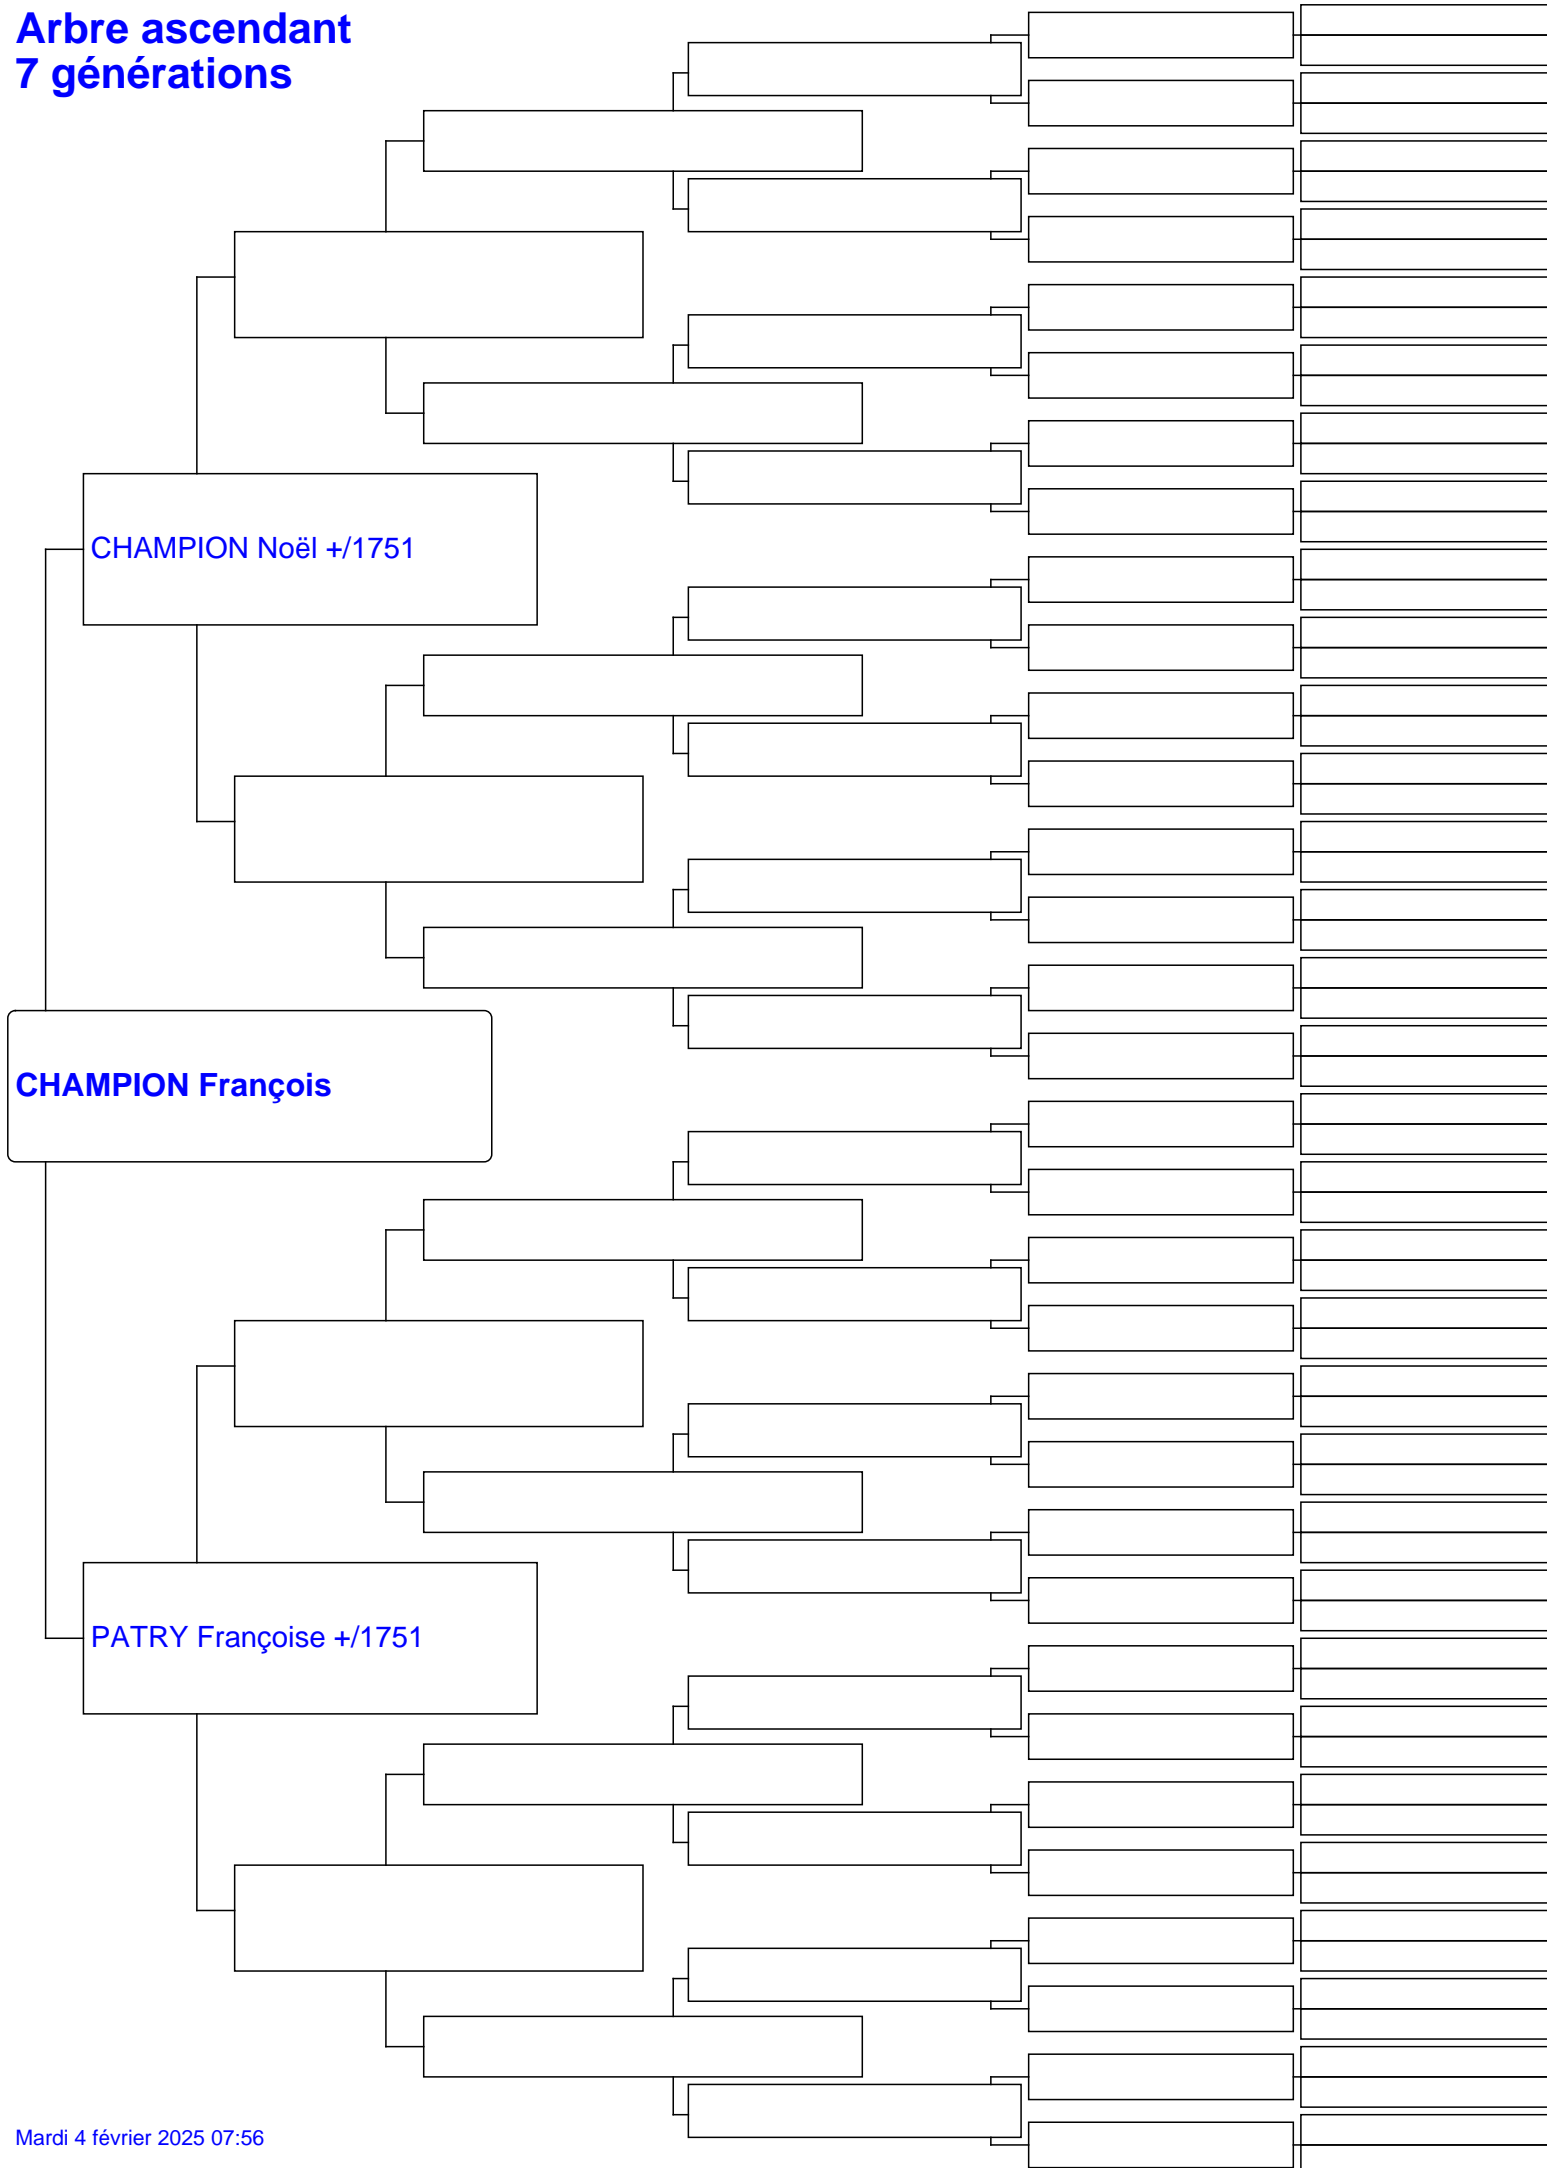 Arbre ascendant
7 générations
CHAMPION Noël +/1751
CHAMPION François
PATRY Françoise +/1751
Mardi 4 février 2025 07:56